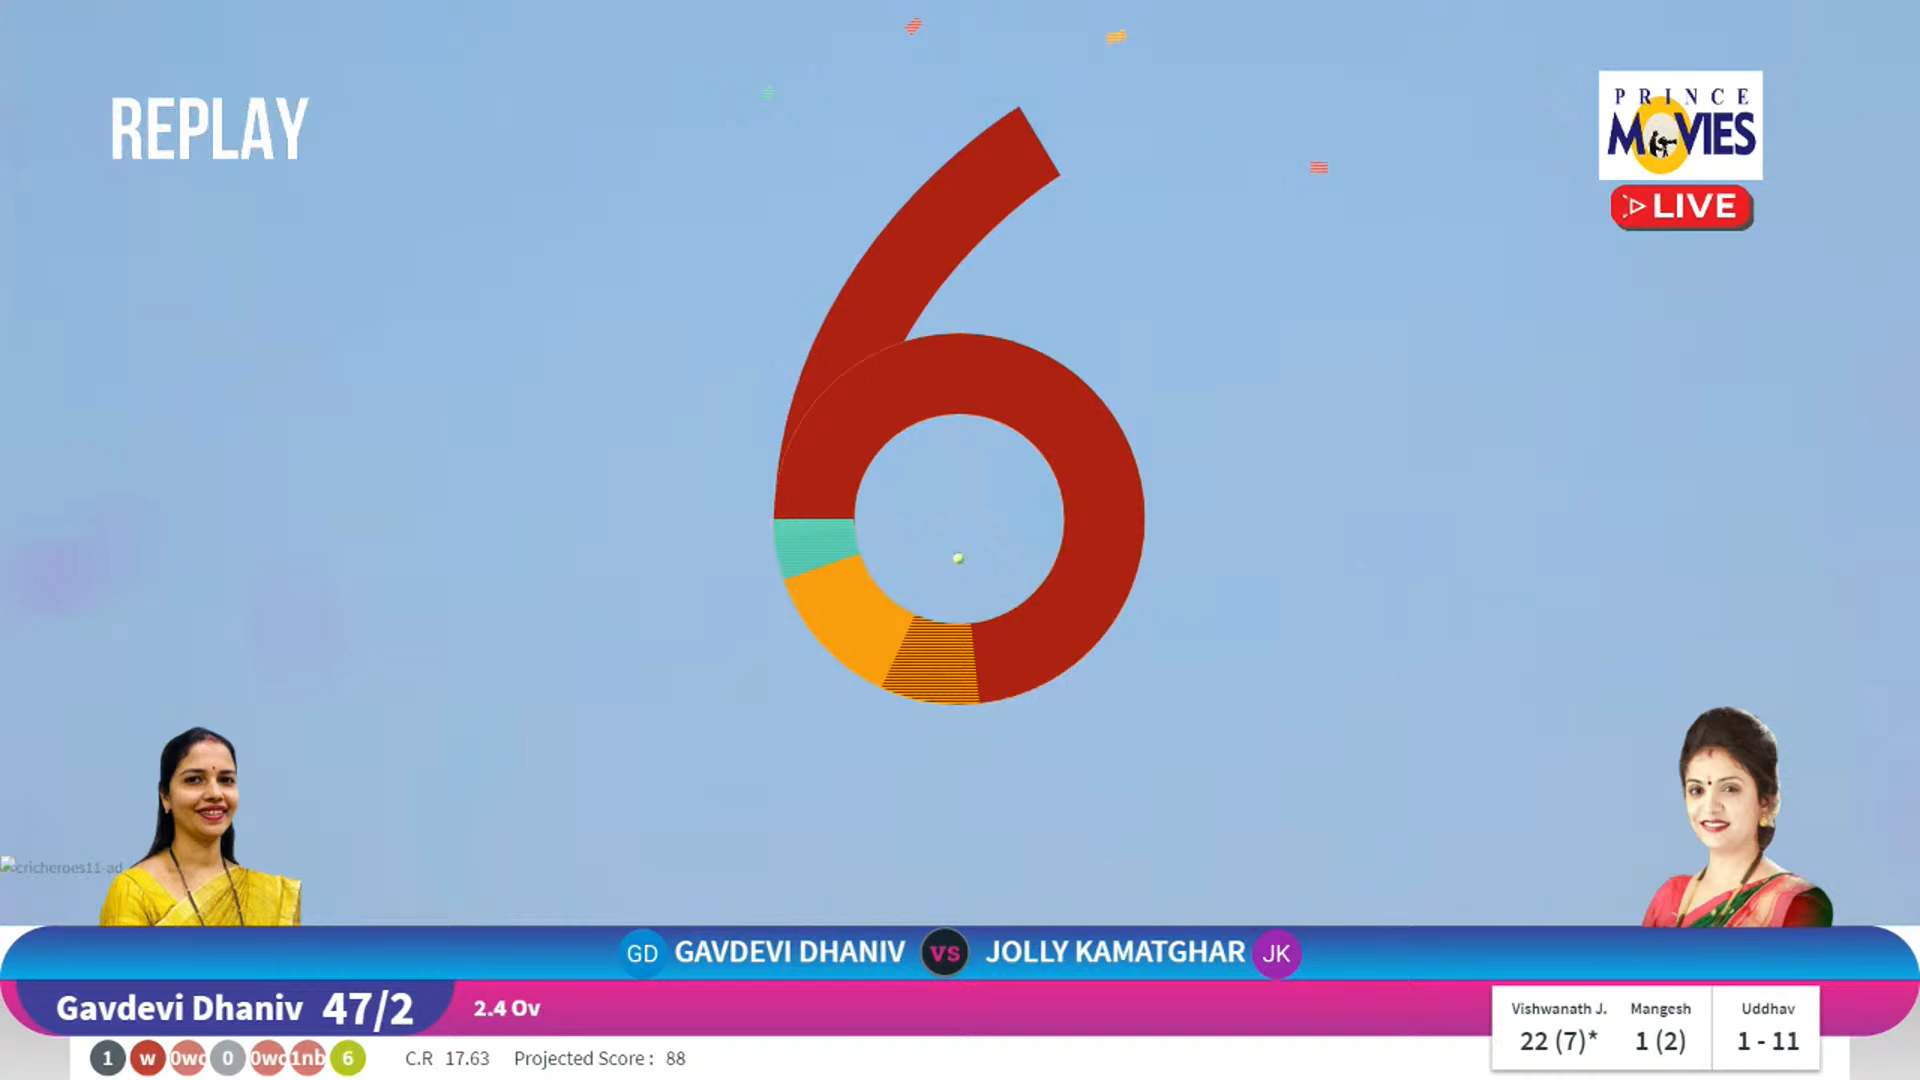 REPLAY
6
PRINCE
MOVIES
LIVE
cricheroes11-ad
GD GAVDEVI DHANIV VS JOLLY KAMATGHAR JK
Gavdevi Dhaniv 47/2 2.4 Ov
Vishwanath J. Mangesh Uddhav
22 (7)* 1 (2) 1 - 11
1 w 0wd 0 0wd 1nb 6 C.R 17.63 Projected Score : 88